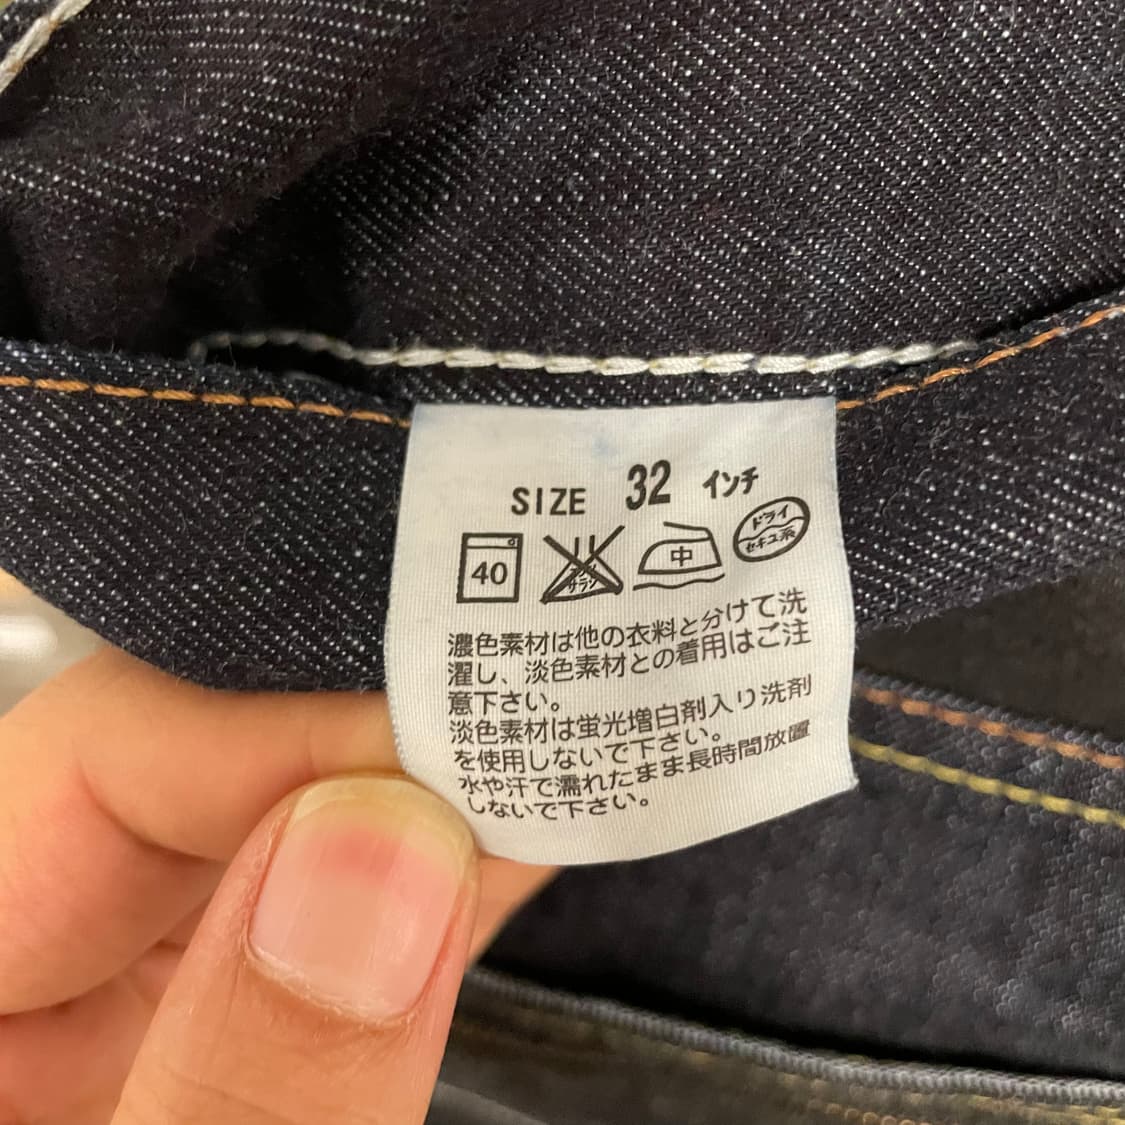 SIZE 32 インチ
40
サラシ
中
ドライ
セキユ系
濃色素材は他の衣料と分けて洗
濯し、淡色素材との着用はご注
意下さい。
淡色素材は蛍光増白剤入り洗剤
を使用しないで下さい。
水や汗で濡れたまま長時間放置
しないで下さい。